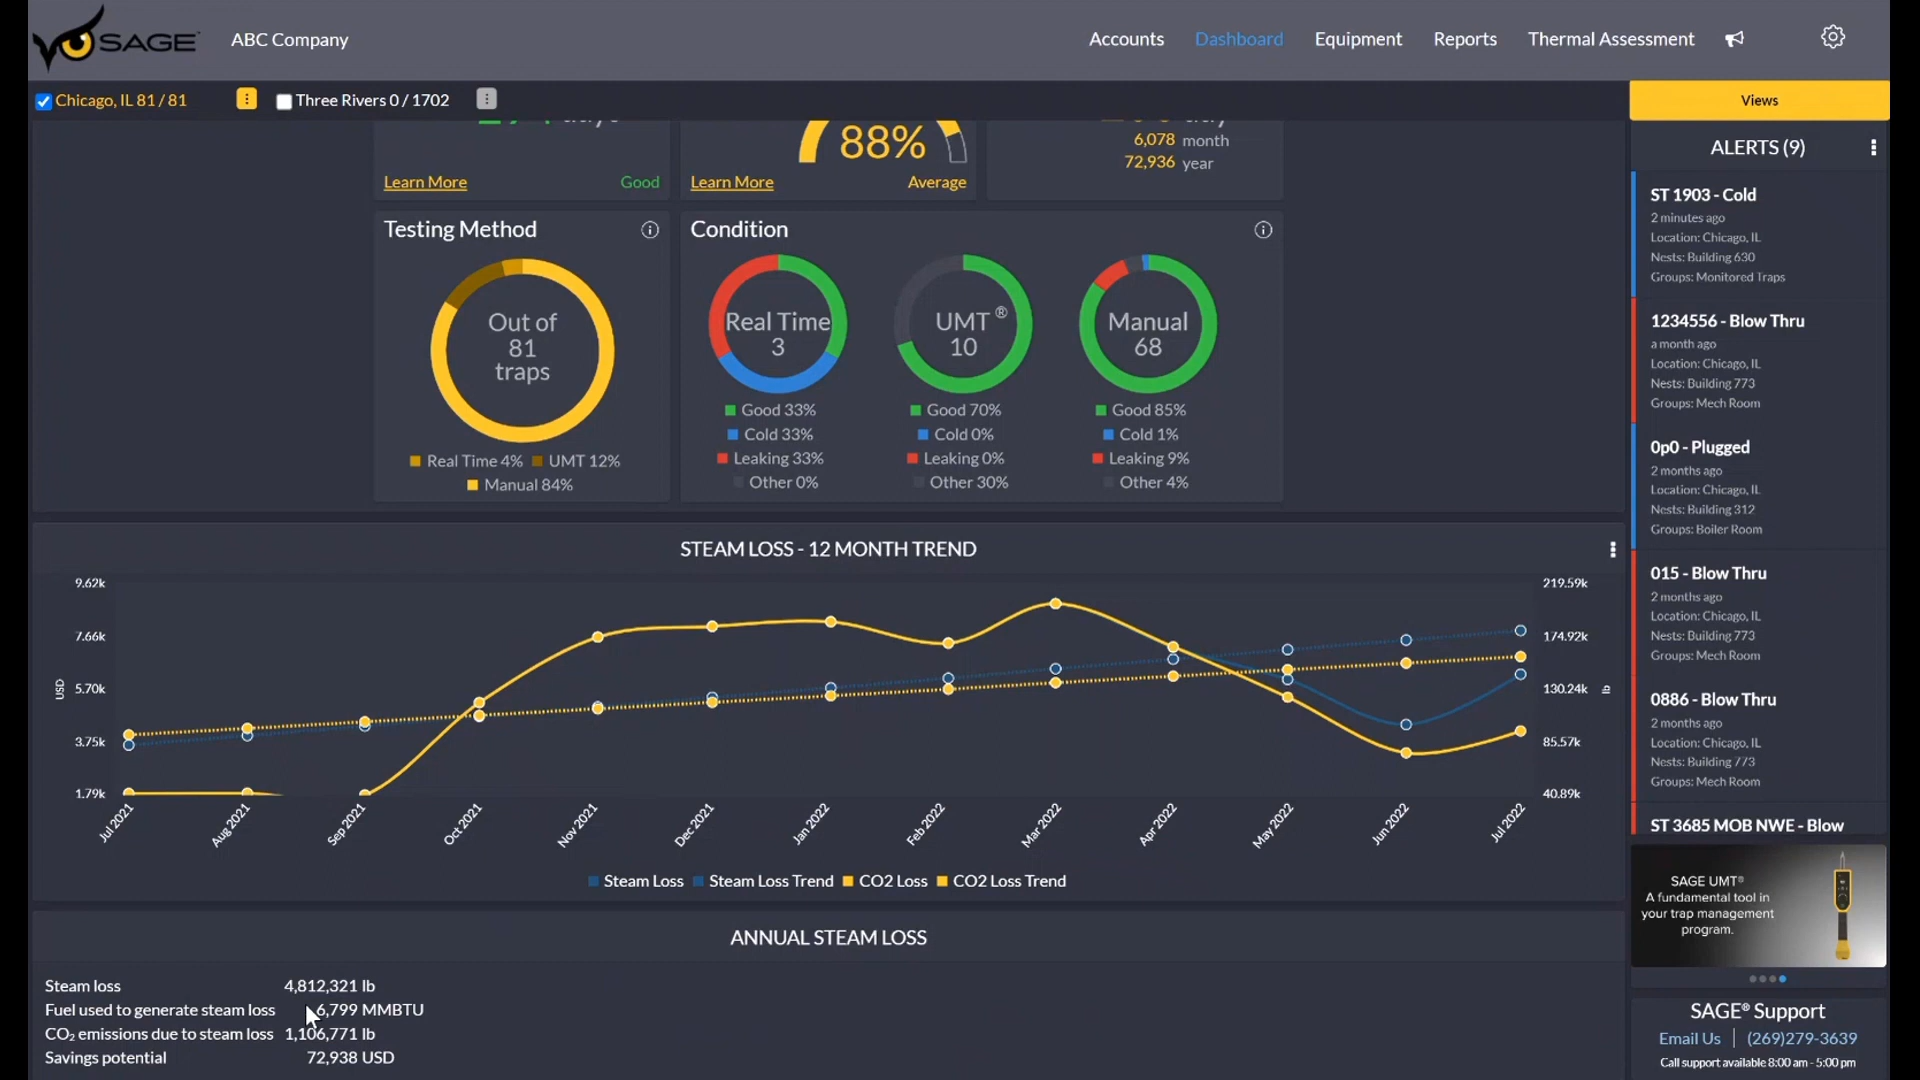 SAGE
ABC Company
Accounts
Dashboard
Equipment
Reports
Thermal Assessment
Chicago, IL 81 / 81
Three Rivers 0 / 1702
Views
Learn More
Good
88%
Learn More
Average
6,078 month
72,936 year
Testing Method
Out of
81
traps
Real Time 4%
UMT 12%
Manual 84%
Condition
Real Time
3
Good 33%
Cold 33%
Leaking 33%
Other 0%
UMT ®
10
Good 70%
Cold 0%
Leaking 0%
Other 30%
Manual
68
Good 85%
Cold 1%
Leaking 9%
Other 4%
STEAM LOSS - 12 MONTH TREND
9.62k
7.66k
5.70k
3.75k
1.79k
USD
219.59k
174.92k
130.24k
85.57k
40.89k
lb
Jul 2021
Aug 2021
Sep 2021
Oct 2021
Nov 2021
Dec 2021
Jan 2022
Feb 2022
Mar 2022
Apr 2022
May 2022
Jun 2022
Jul 2022
Steam Loss
Steam Loss Trend
CO2 Loss
CO2 Loss Trend
ANNUAL STEAM LOSS
Steam loss 4,812,321 lb
Fuel used to generate steam loss 6,799 MMBTU
CO₂ emissions due to steam loss 1,106,771 lb
Savings potential 72,938 USD
ALERTS (9)
ST 1903 - Cold
2 minutes ago
Location: Chicago, IL
Nests: Building 630
Groups: Monitored Traps
1234556 - Blow Thru
a month ago
Location: Chicago, IL
Nests: Building 773
Groups: Mech Room
0p0 - Plugged
2 months ago
Location: Chicago, IL
Nests: Building 312
Groups: Boiler Room
015 - Blow Thru
2 months ago
Location: Chicago, IL
Nests: Building 773
Groups: Mech Room
0886 - Blow Thru
2 months ago
Location: Chicago, IL
Nests: Building 773
Groups: Mech Room
ST 3685 MOB NWE - Blow
SAGE UMT®
A fundamental tool in
your trap management
program.
SAGE® Support
Email Us | (269)279-3639
Call support available 8:00 am - 5:00 pm